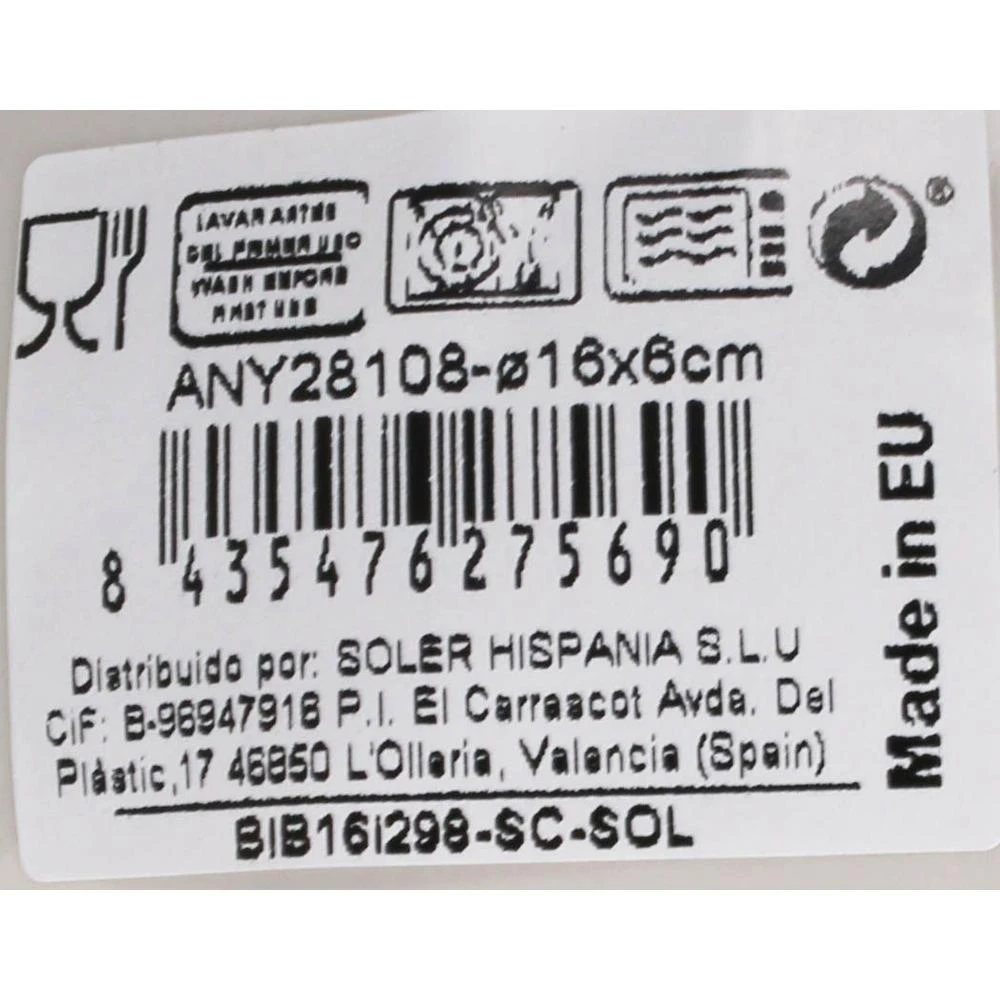 LAVAR ANTES
DEL PRIMER USO
WASH BEFORE
FIRST USE
®
ANY28108-ø16x6cm
8 435476 275690
Distribuido por: SOLER HISPANIA S.L.U
CIF: B-96947918 P.I. El Carrascot Avda. Del
Plàstic,17 46850 L'Olleria, Valencia (Spain)
BIB16I298-SC-SOL
Made in EU